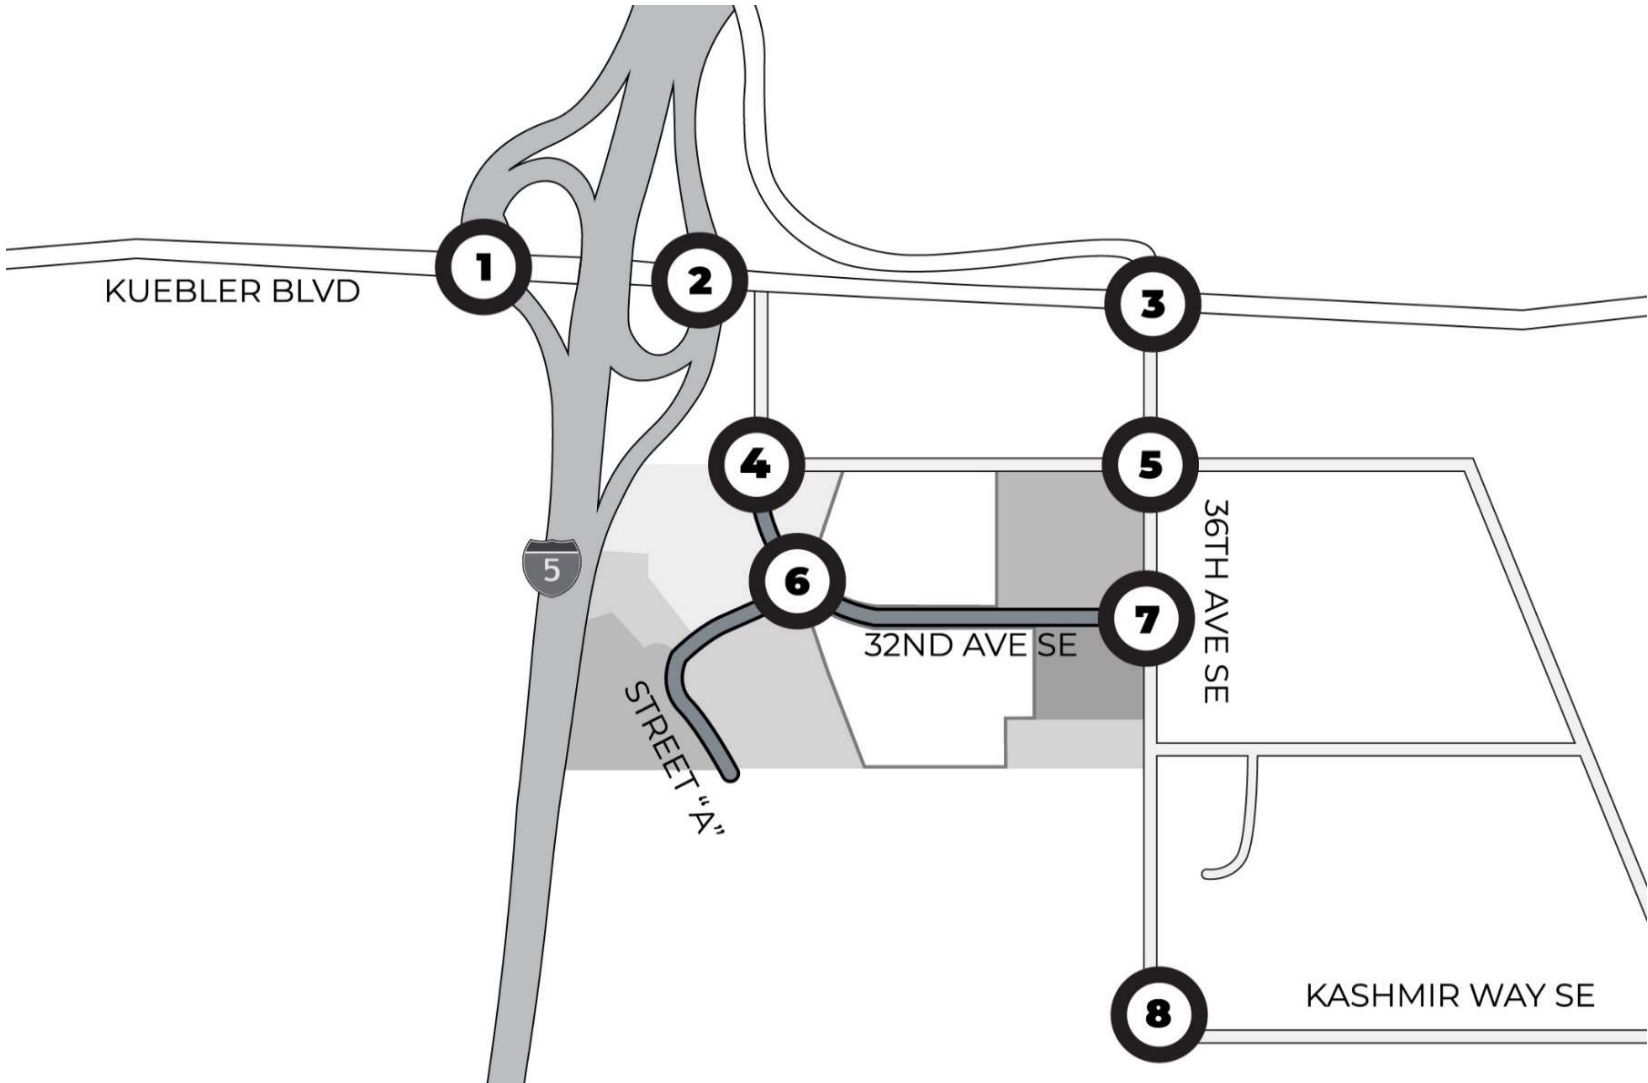 1
2
KUEBLER BLVD
3
4
5
36TH AVE SE
5
6
7
32ND AVE SE
STREET “A”
KASHMIR WAY SE
8